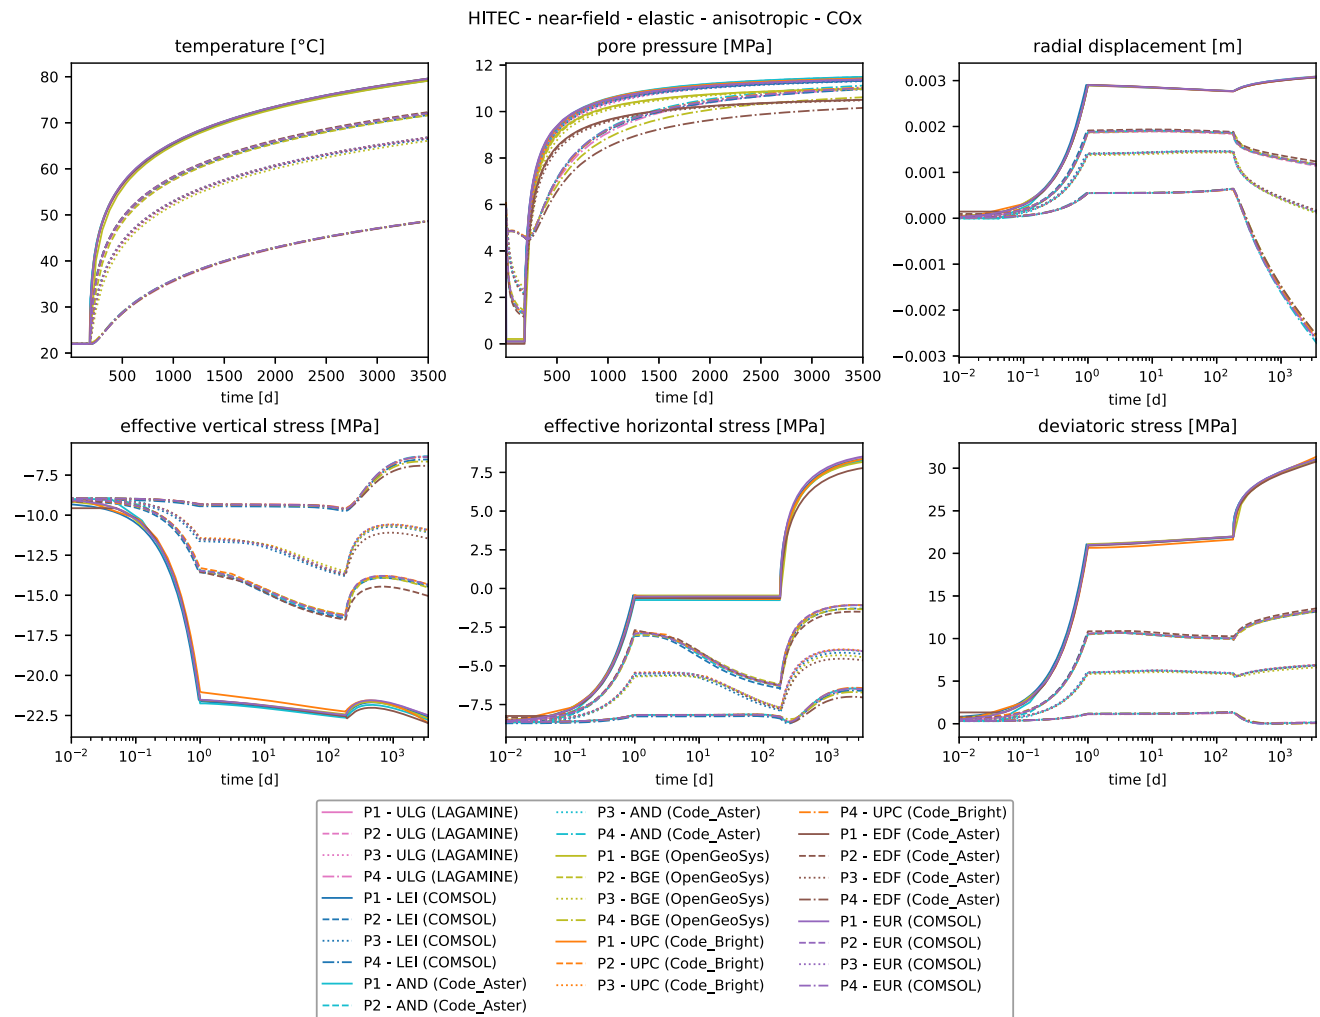 HITEC - near-field - elastic - anisotropic - COx
temperature [°C]
80
70
60
50
40
30
20
500 1000 1500 2000 2500 3000 3500
time [d]
pore pressure [MPa]
12
10
8
6
4
2
0
500 1000 1500 2000 2500 3000 3500
time [d]
radial displacement [m]
0.003
0.002
0.001
0.000
−0.001
−0.002
−0.003
10⁻² 10⁻¹ 10⁰ 10¹ 10² 10³
time [d]
effective vertical stress [MPa]
−7.5
−10.0
−12.5
−15.0
−17.5
−20.0
−22.5
10⁻² 10⁻¹ 10⁰ 10¹ 10² 10³
time [d]
effective horizontal stress [MPa]
7.5
5.0
2.5
0.0
−2.5
−5.0
−7.5
10⁻² 10⁻¹ 10⁰ 10¹ 10² 10³
time [d]
deviatoric stress [MPa]
30
25
20
15
10
5
0
10⁻² 10⁻¹ 10⁰ 10¹ 10² 10³
time [d]
P1 - ULG (LAGAMINE)
P2 - ULG (LAGAMINE)
P3 - ULG (LAGAMINE)
P4 - ULG (LAGAMINE)
P1 - LEI (COMSOL)
P2 - LEI (COMSOL)
P3 - LEI (COMSOL)
P4 - LEI (COMSOL)
P1 - AND (Code_Aster)
P2 - AND (Code_Aster)
P3 - AND (Code_Aster)
P4 - AND (Code_Aster)
P1 - BGE (OpenGeoSys)
P2 - BGE (OpenGeoSys)
P3 - BGE (OpenGeoSys)
P4 - BGE (OpenGeoSys)
P1 - UPC (Code_Bright)
P2 - UPC (Code_Bright)
P3 - UPC (Code_Bright)
P4 - UPC (Code_Bright)
P1 - EDF (Code_Aster)
P2 - EDF (Code_Aster)
P3 - EDF (Code_Aster)
P4 - EDF (Code_Aster)
P1 - EUR (COMSOL)
P2 - EUR (COMSOL)
P3 - EUR (COMSOL)
P4 - EUR (COMSOL)